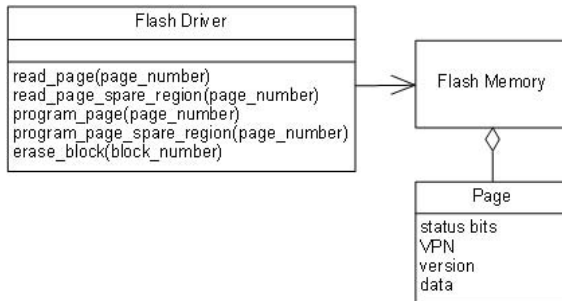 Flash Driver
read_page(page_number)
read_page_spare_region(page_number)
program_page(page_number)
program_page_spare_region(page_number)
erase_block(block_number)
Flash Memory
Page
status bits
VPN
version
data